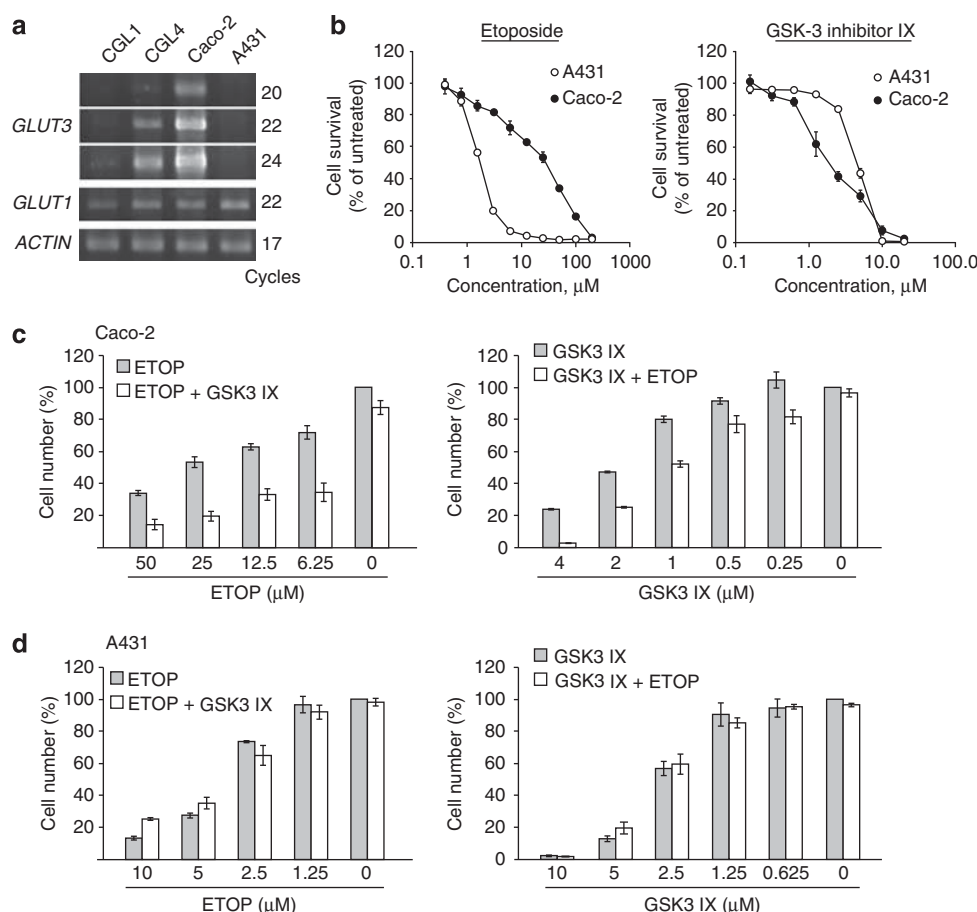 a
CGL1 CGL4 Caco-2 A431
20
GLUT3 22
24
GLUT1 22
ACTIN 17
Cycles
b
Etoposide
Cell survival
(% of untreated)
120
100
80
60
40
20
0
A431
Caco-2
0.1 1 10 100 1000
Concentration, μM
GSK-3 inhibitor IX
Cell survival
(% of untreated)
120
100
80
60
40
20
0
A431
Caco-2
0.1 1.0 10.0 100.0
Concentration, μM
c
Caco-2
Cell number (%)
120
100
80
60
40
20
ETOP
ETOP + GSK3 IX
50 25 12.5 6.25 0
ETOP (μM)
Cell number (%)
120
100
80
60
40
20
GSK3 IX
GSK3 IX + ETOP
4 2 1 0.5 0.25 0
GSK3 IX (μM)
d
A431
Cell number (%)
120
100
80
60
40
20
ETOP
ETOP + GSK3 IX
10 5 2.5 1.25 0
ETOP (μM)
Cell number (%)
120
100
80
60
40
20
GSK3 IX
GSK3 IX + ETOP
10 5 2.5 1.25 0.625 0
GSK3 IX (μM)